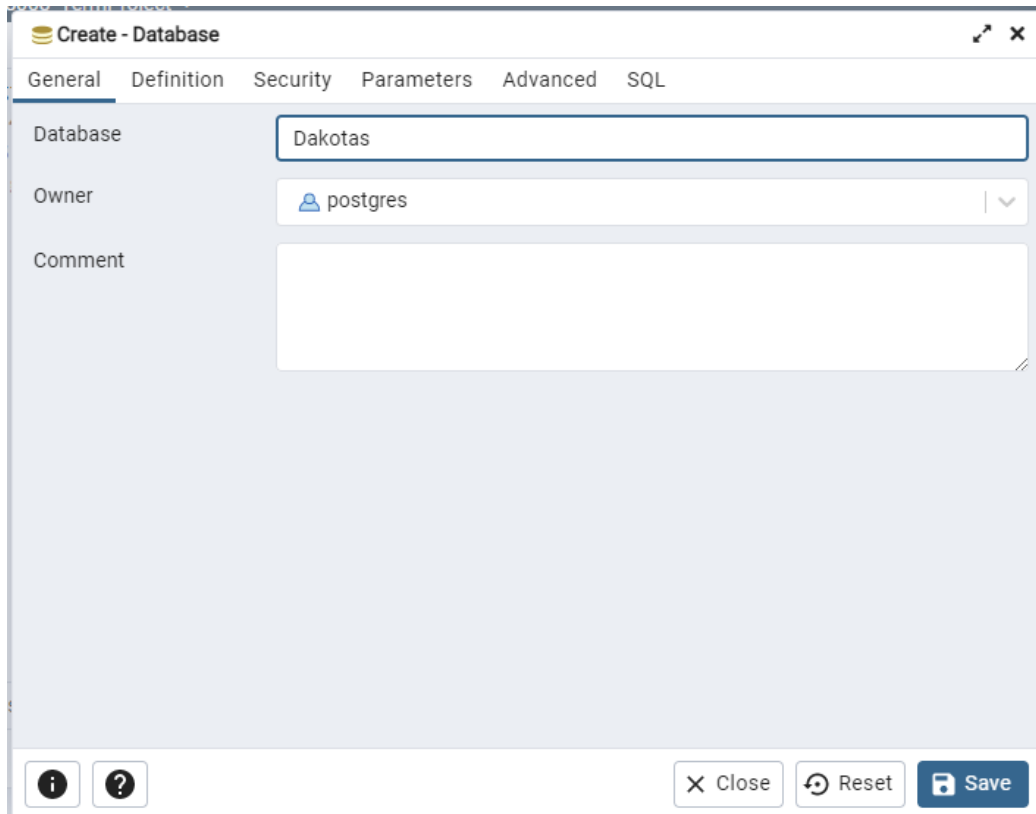 Create - Database
General Definition Security Parameters Advanced SQL
Database Dakotas
Owner postgres
Comment
Close Reset Save